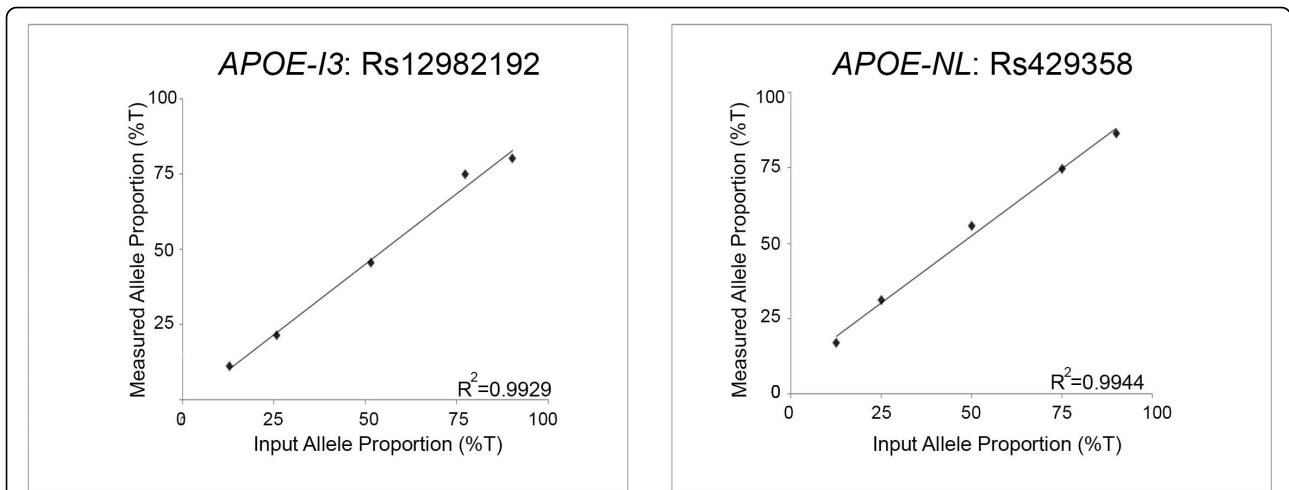 APOE-I3: Rs12982192
Measured Allele Proportion (%T)
100
75
50
25
R²=0.9929
0 25 50 75 100
Input Allele Proportion (%T)
APOE-NL: Rs429358
Measured Allele Proportion (%T)
100
75
50
25
0
R²=0.9944
0 25 50 75 100
Input Allele Proportion (%T)